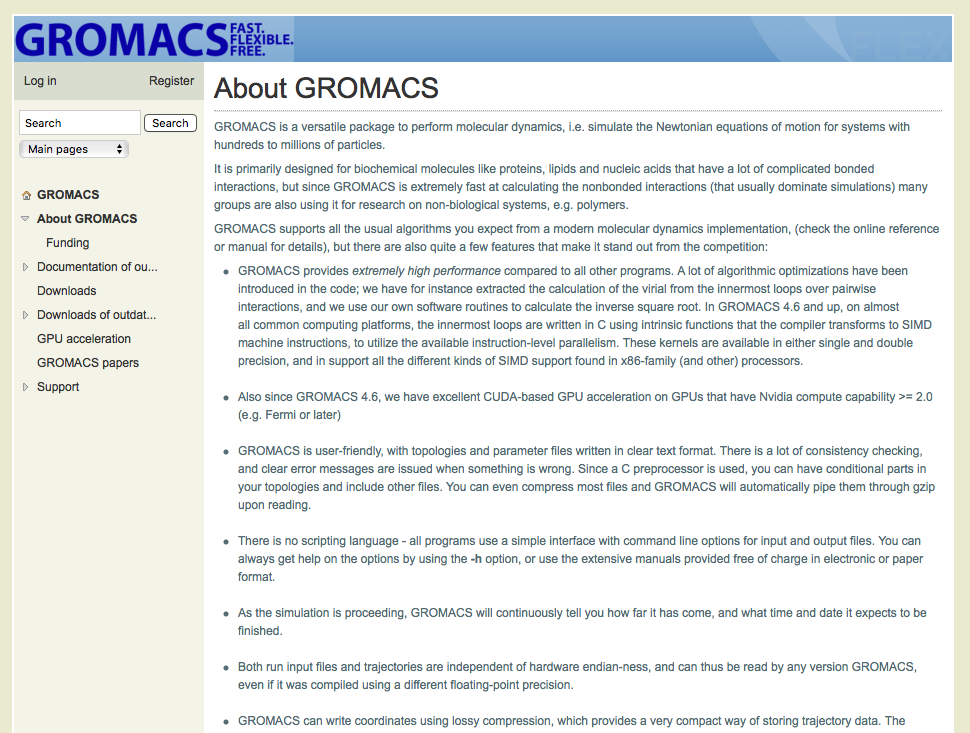 GROMACS FAST.
FLEXIBLE.
FREE.
FLEX
Log in Register
Search Search
Main pages
GROMACS
About GROMACS
Funding
Documentation of ou...
Downloads
Downloads of outdat...
GPU acceleration
GROMACS papers
Support
About GROMACS
GROMACS is a versatile package to perform molecular dynamics, i.e. simulate the Newtonian equations of motion for systems with
hundreds to millions of particles.
It is primarily designed for biochemical molecules like proteins, lipids and nucleic acids that have a lot of complicated bonded
interactions, but since GROMACS is extremely fast at calculating the nonbonded interactions (that usually dominate simulations) many
groups are also using it for research on non-biological systems, e.g. polymers.
GROMACS supports all the usual algorithms you expect from a modern molecular dynamics implementation, (check the online reference
or manual for details), but there are also quite a few features that make it stand out from the competition:
• GROMACS provides extremely high performance compared to all other programs. A lot of algorithmic optimizations have been
introduced in the code; we have for instance extracted the calculation of the virial from the innermost loops over pairwise
interactions, and we use our own software routines to calculate the inverse square root. In GROMACS 4.6 and up, on almost
all common computing platforms, the innermost loops are written in C using intrinsic functions that the compiler transforms to SIMD
machine instructions, to utilize the available instruction-level parallelism. These kernels are available in either single and double
precision, and in support all the different kinds of SIMD support found in x86-family (and other) processors.
• Also since GROMACS 4.6, we have excellent CUDA-based GPU acceleration on GPUs that have Nvidia compute capability >= 2.0
(e.g. Fermi or later)
• GROMACS is user-friendly, with topologies and parameter files written in clear text format. There is a lot of consistency checking,
and clear error messages are issued when something is wrong. Since a C preprocessor is used, you can have conditional parts in
your topologies and include other files. You can even compress most files and GROMACS will automatically pipe them through gzip
upon reading.
• There is no scripting language - all programs use a simple interface with command line options for input and output files. You can
always get help on the options by using the -h option, or use the extensive manuals provided free of charge in electronic or paper
format.
• As the simulation is proceeding, GROMACS will continuously tell you how far it has come, and what time and date it expects to be
finished.
• Both run input files and trajectories are independent of hardware endian-ness, and can thus be read by any version GROMACS,
even if it was compiled using a different floating-point precision.
• GROMACS can write coordinates using lossy compression, which provides a very compact way of storing trajectory data. The